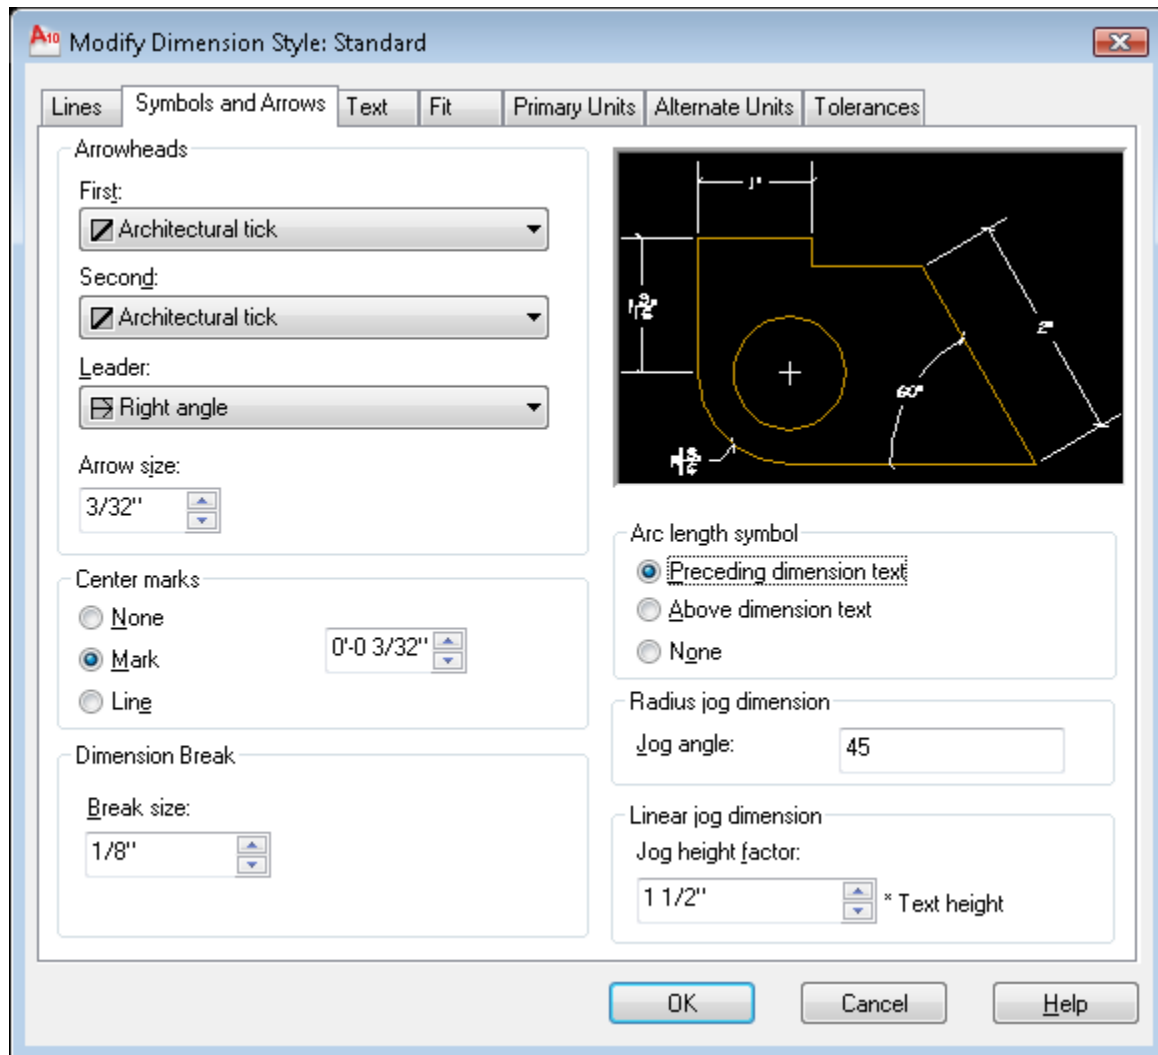 A10 Modify Dimension Style: Standard
Lines Symbols and Arrows Text Fit Primary Units Alternate Units Tolerances
Arrowheads
First:
Architectural tick
Second:
Architectural tick
Leader:
Right angle
Arrow size:
3/32"
Center marks
None
Mark
Line
0'-0 3/32"
Dimension Break
Break size:
1/8"
1"
2"
60°
Arc length symbol
Preceding dimension text
Above dimension text
None
Radius jog dimension
Jog angle:
45
Linear jog dimension
Jog height factor:
1 1/2" * Text height
OK Cancel Help